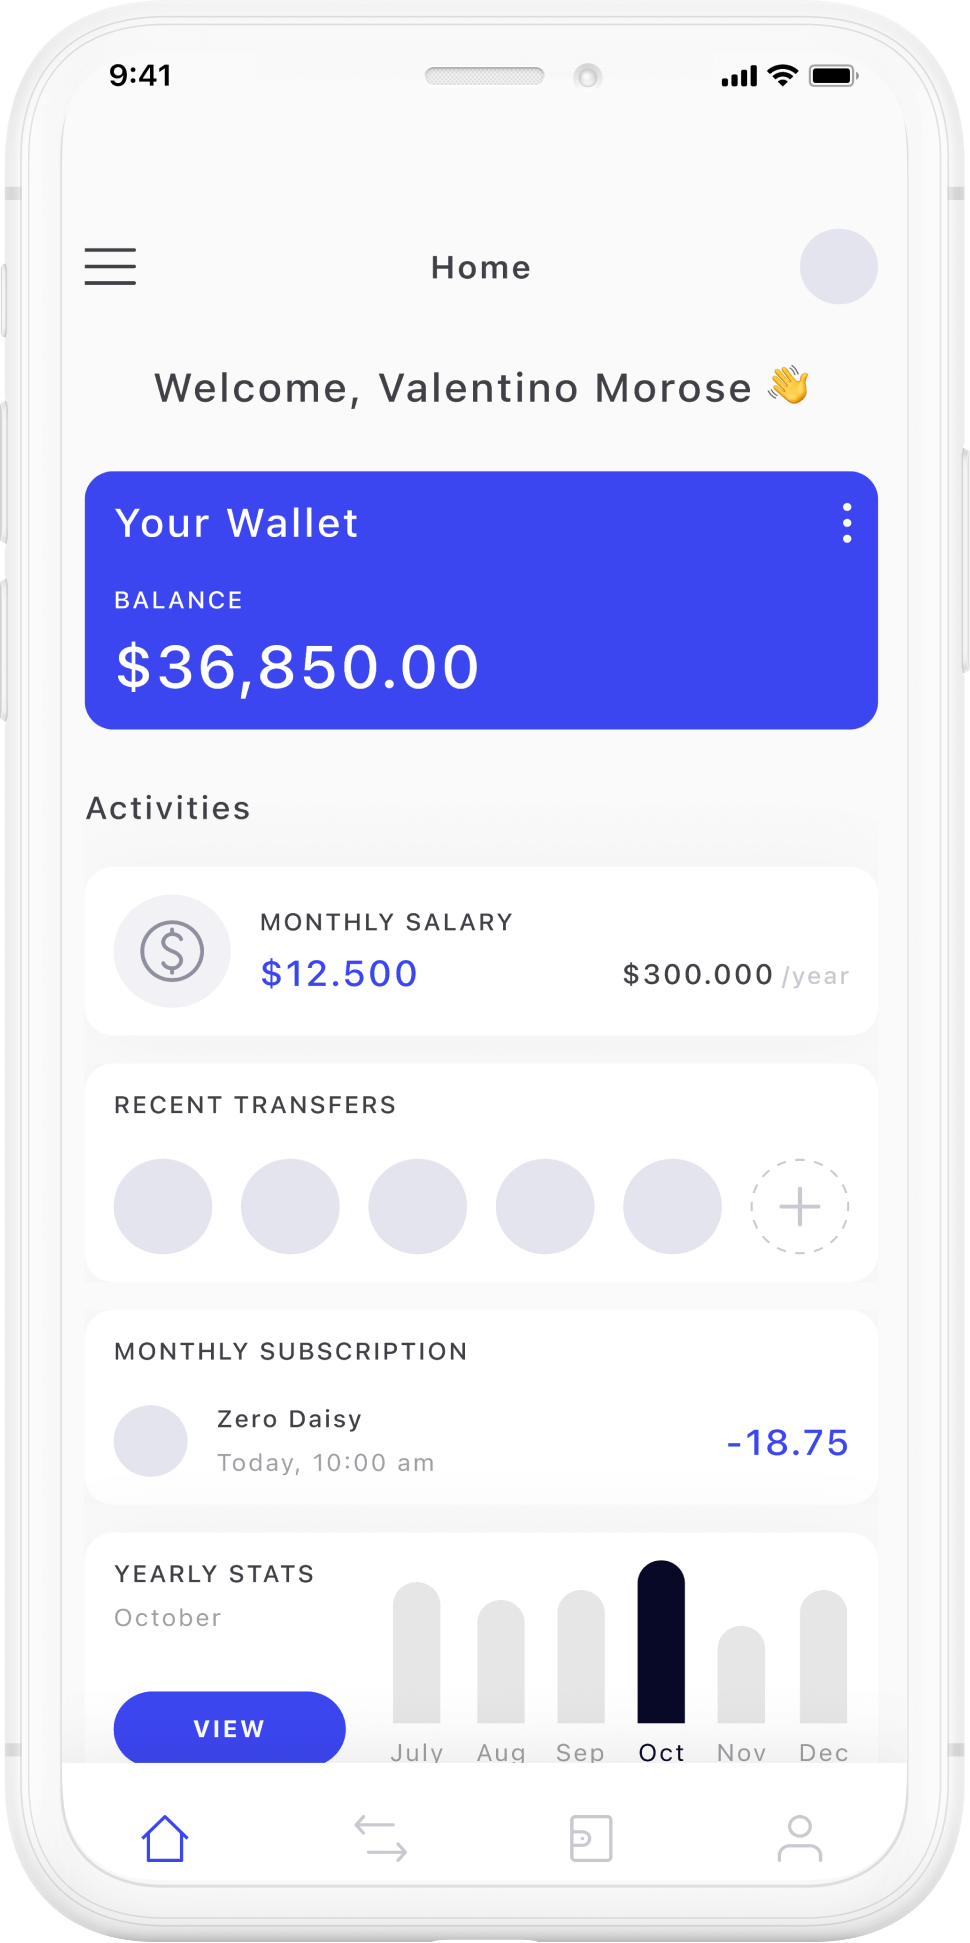 9:41
Home
Welcome, Valentino Morose 👋
Your Wallet
BALANCE
$36,850.00
Activities
MONTHLY SALARY
$12.500
$300.000 /year
RECENT TRANSFERS
MONTHLY SUBSCRIPTION
Zero Daisy
Today, 10:00 am
-18.75
YEARLY STATS
October
VIEW
July Aug Sep Oct Nov Dec